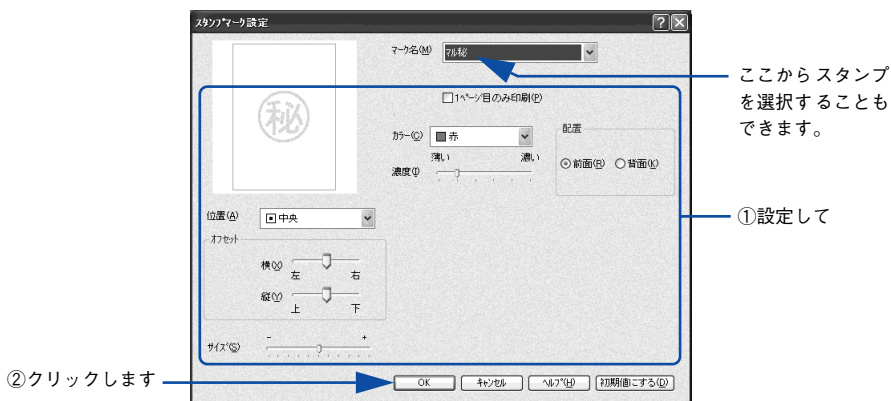 スタンプマーク設定
マーク名(M) マル秘
ここからスタンプ
を選択することも
できます。
1ページ目のみ印刷(P)
秘
カラー(C) 赤
配置
薄い 濃い
濃度(I)
前面(R) 背面(K)
位置(A) 中央
①設定して
オフセット
横(X)
左 右
縦(Y)
上 下
サイズ(S) - +
②クリックします
OK キャンセル ヘルプ(H) 初期値にする(D)